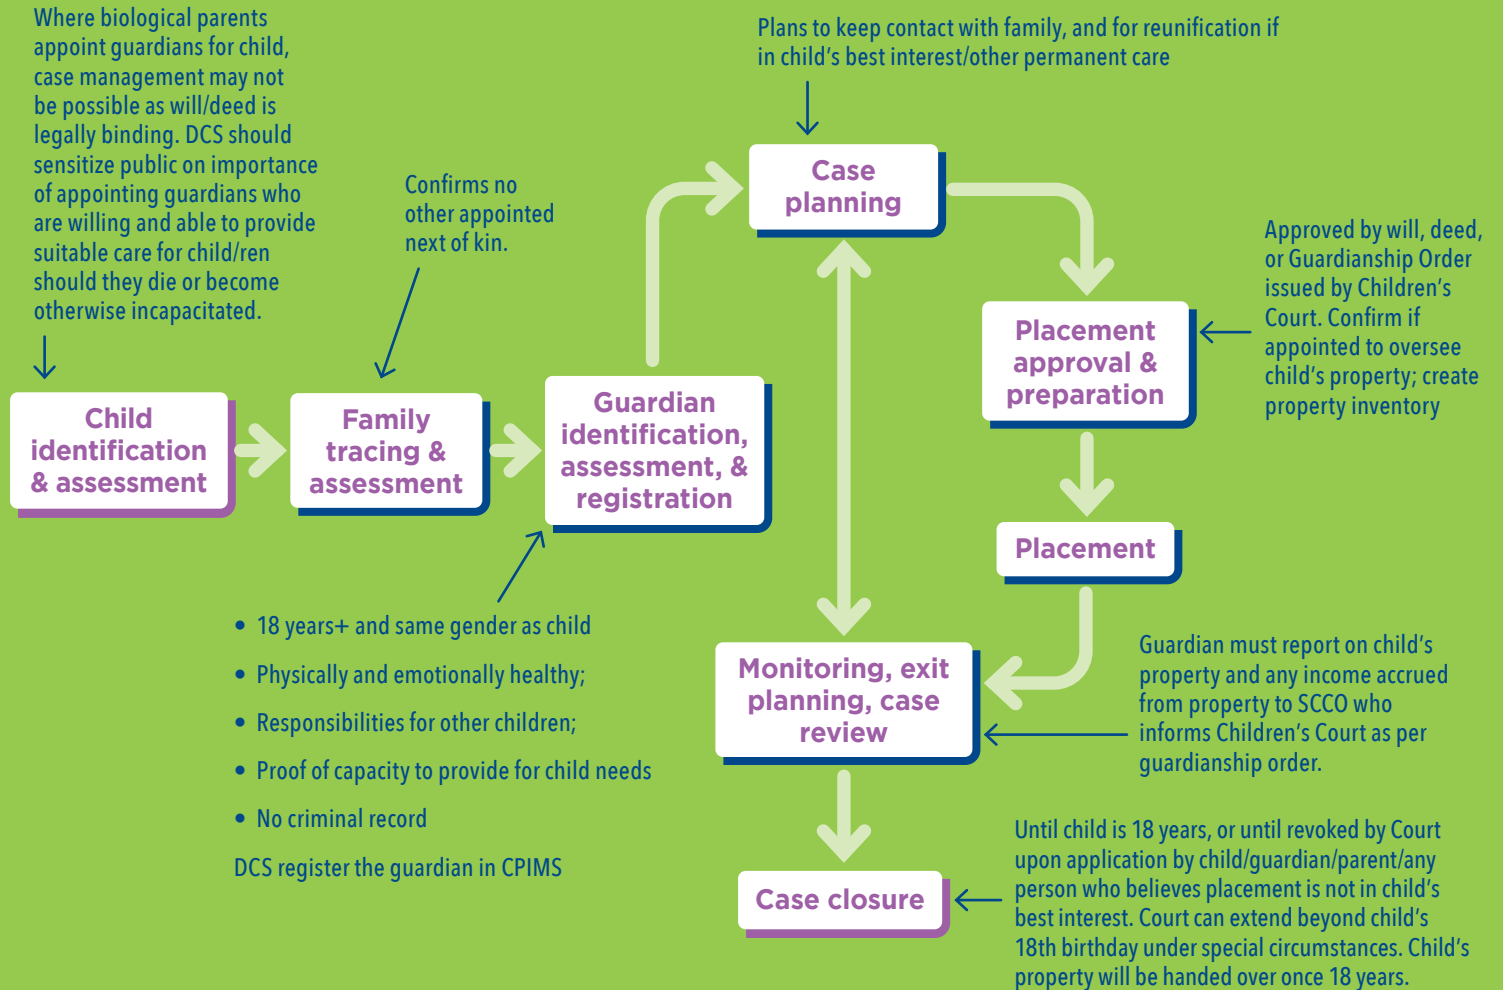 Where biological parents
appoint guardians for child,
case management may not
be possible as will/deed is
legally binding. DCS should
sensitize public on importance
of appointing guardians who
are willing and able to provide
suitable care for child/ren
should they die or become
otherwise incapacitated.
Child
identification
& assessment
Confirms no
other appointed
next of kin.
Family
tracing &
assessment
Guardian
identification,
assessment, &
registration
• 18 years+ and same gender as child
• Physically and emotionally healthy;
• Responsibilities for other children;
• Proof of capacity to provide for child needs
• No criminal record
DCS register the guardian in CPIMS
Plans to keep contact with family, and for reunification if
in child's best interest/other permanent care
Case
planning
Approved by will, deed,
or Guardianship Order
issued by Children's
Court. Confirm if
appointed to oversee
child's property; create
property inventory
Placement
approval &
preparation
Placement
Guardian must report on child's
property and any income accrued
from property to SCCO who
informs Children's Court as per
guardianship order.
Monitoring, exit
planning, case
review
Case closure
Until child is 18 years, or until revoked by Court
upon application by child/guardian/parent/any
person who believes placement is not in child's
best interest. Court can extend beyond child's
18th birthday under special circumstances. Child's
property will be handed over once 18 years.